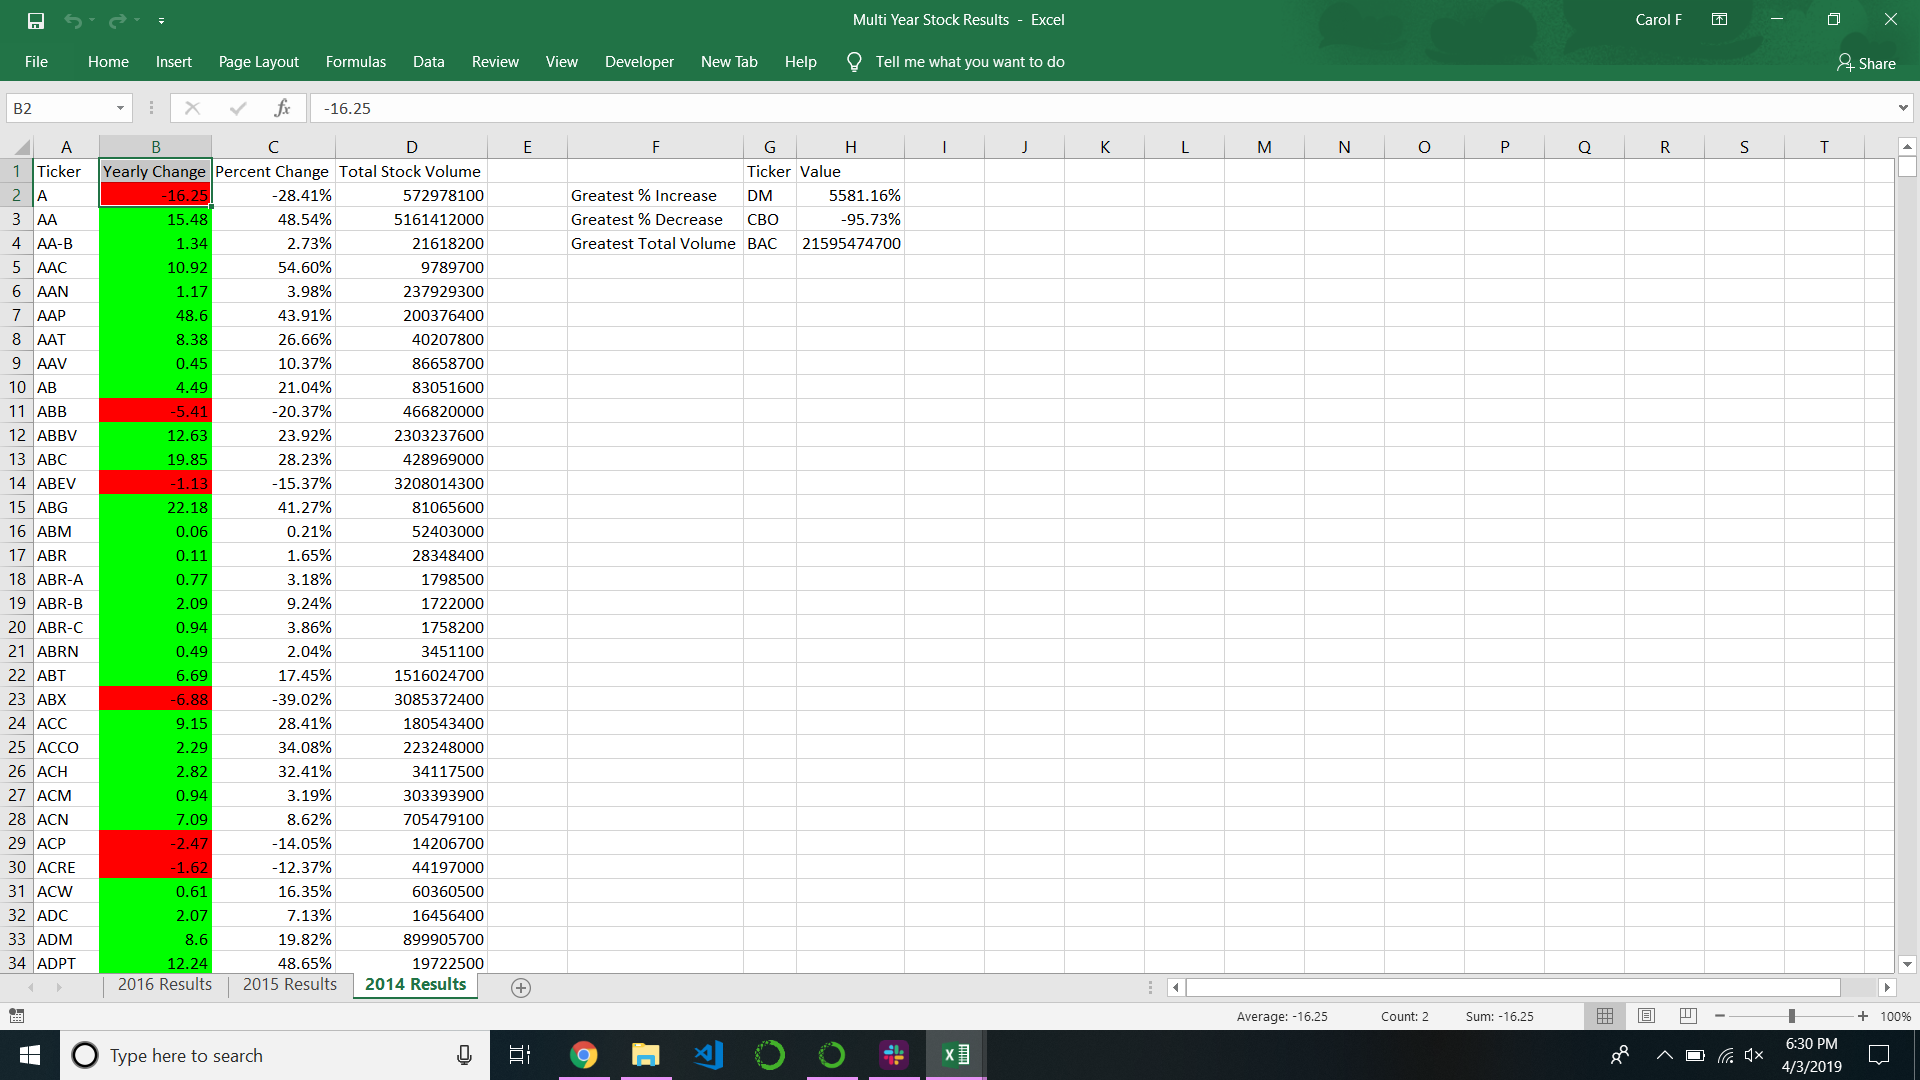 Multi Year Stock Results - Excel
Carol F
File Home Insert Page Layout Formulas Data Review View Developer New Tab Help Tell me what you want to do
Share
B2 fx -16.25
A B C D E F G H I J K L M N O P Q R S T
1 Ticker Yearly Change Percent Change Total Stock Volume Ticker Value
2 A -16.25 -28.41% 572978100 Greatest % Increase DM 5581.16%
3 AA 15.48 48.54% 5161412000 Greatest % Decrease CBO -95.73%
4 AA-B 1.34 2.73% 21618200 Greatest Total Volume BAC 21595474700
5 AAC 10.92 54.60% 9789700
6 AAN 1.17 3.98% 237929300
7 AAP 48.6 43.91% 200376400
8 AAT 8.38 26.66% 40207800
9 AAV 0.45 10.37% 86658700
10 AB 4.49 21.04% 83051600
11 ABB -5.41 -20.37% 466820000
12 ABBV 12.63 23.92% 2303237600
13 ABC 19.85 28.23% 428969000
14 ABEV -1.13 -15.37% 3208014300
15 ABG 22.18 41.27% 81065600
16 ABM 0.06 0.21% 52403000
17 ABR 0.11 1.65% 28348400
18 ABR-A 0.77 3.18% 1798500
19 ABR-B 2.09 9.24% 1722000
20 ABR-C 0.94 3.86% 1758200
21 ABRN 0.49 2.04% 3451100
22 ABT 6.69 17.45% 1516024700
23 ABX -6.88 -39.02% 3085372400
24 ACC 9.15 28.41% 180543400
25 ACCO 2.29 34.08% 223248000
26 ACH 2.82 32.41% 34117500
27 ACM 0.94 3.19% 303393900
28 ACN 7.09 8.62% 705479100
29 ACP -2.47 -14.05% 14206700
30 ACRE -1.62 -12.37% 44197000
31 ACW 0.61 16.35% 60360500
32 ADC 2.07 7.13% 16456400
33 ADM 8.6 19.82% 899905700
34 ADPT 12.24 48.65% 19722500
2016 Results 2015 Results 2014 Results
Average: -16.25 Count: 2 Sum: -16.25 100%
Type here to search
6:30 PM
4/3/2019